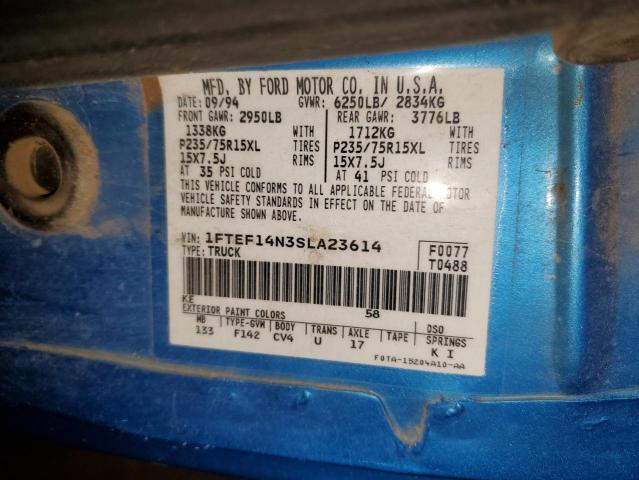 MFD. BY FORD MOTOR CO. IN U.S.A.
DATE: 09/94 GVWR: 6250LB/ 2834KG
FRONT GAWR: 2950LB REAR GAWR: 3776LB
1338KG WITH 1712KG WITH
P235/75R15XL TIRES P235/75R15XL TIRES
15X7.5J RIMS 15X7.5J RIMS
AT 35 PSI COLD AT 41 PSI COLD
THIS VEHICLE CONFORMS TO ALL APPLICABLE FEDERAL MOTOR
VEHICLE SAFETY STANDARDS IN EFFECT ON THE DATE OF
MANUFACTURE SHOWN ABOVE.
VIN: 1FTEF14N3SLA23614 F0077
TYPE: TRUCK T0488
KE 58
EXTERIOR PAINT COLORS DSO
WB TYPE-GVW BODY TRANS AXLE TAPE SPRINGS
133 F142 CV4 U 17 K I
F0TA-15204A10-AA